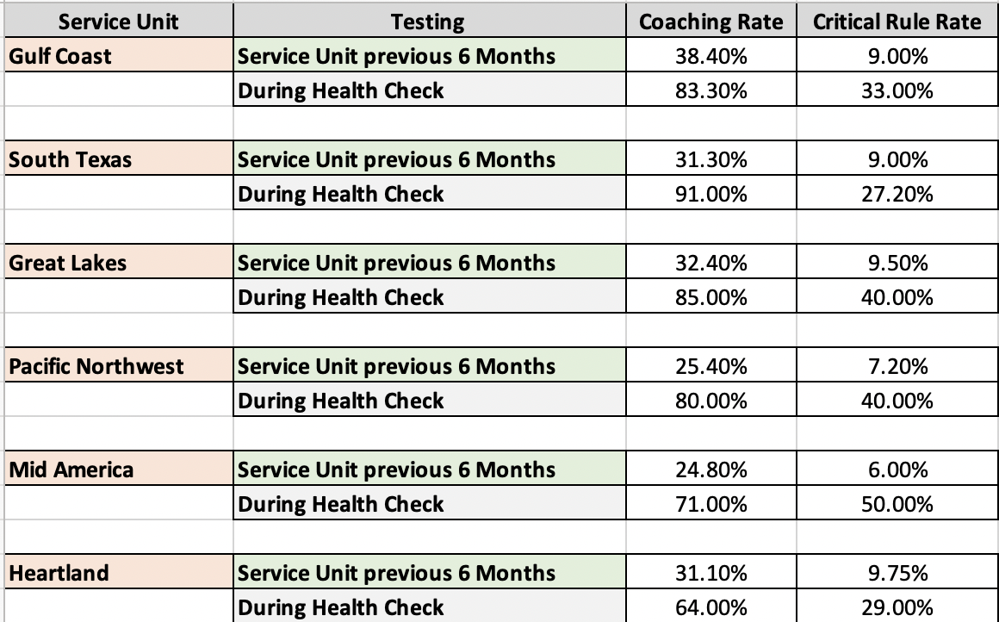 Service Unit Testing Coaching Rate Critical Rule Rate
Gulf Coast Service Unit previous 6 Months 38.40% 9.00%
During Health Check 83.30% 33.00%
South Texas Service Unit previous 6 Months 31.30% 9.00%
During Health Check 91.00% 27.20%
Great Lakes Service Unit previous 6 Months 32.40% 9.50%
During Health Check 85.00% 40.00%
Pacific Northwest Service Unit previous 6 Months 25.40% 7.20%
During Health Check 80.00% 40.00%
Mid America Service Unit previous 6 Months 24.80% 6.00%
During Health Check 71.00% 50.00%
Heartland Service Unit previous 6 Months 31.10% 9.75%
During Health Check 64.00% 29.00%